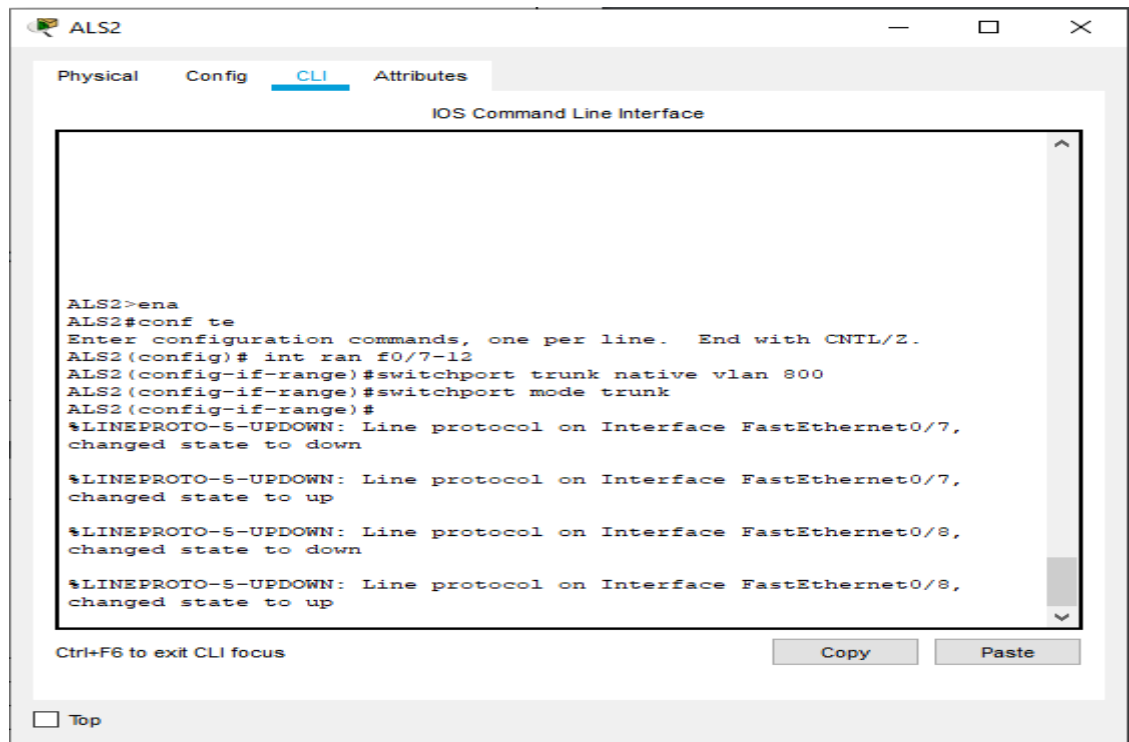 ALS2
Physical Config CLI Attributes
IOS Command Line Interface
ALS2>ena
ALS2#conf te
Enter configuration commands, one per line.  End with CNTL/Z.
ALS2(config)# int ran f0/7-12
ALS2(config-if-range)#switchport trunk native vlan 800
ALS2(config-if-range)#switchport mode trunk
ALS2(config-if-range)#
%LINEPROTO-5-UPDOWN: Line protocol on Interface FastEthernet0/7,
changed state to down
%LINEPROTO-5-UPDOWN: Line protocol on Interface FastEthernet0/7,
changed state to up
%LINEPROTO-5-UPDOWN: Line protocol on Interface FastEthernet0/8,
changed state to down
%LINEPROTO-5-UPDOWN: Line protocol on Interface FastEthernet0/8,
changed state to up
Ctrl+F6 to exit CLI focus Copy Paste
Top